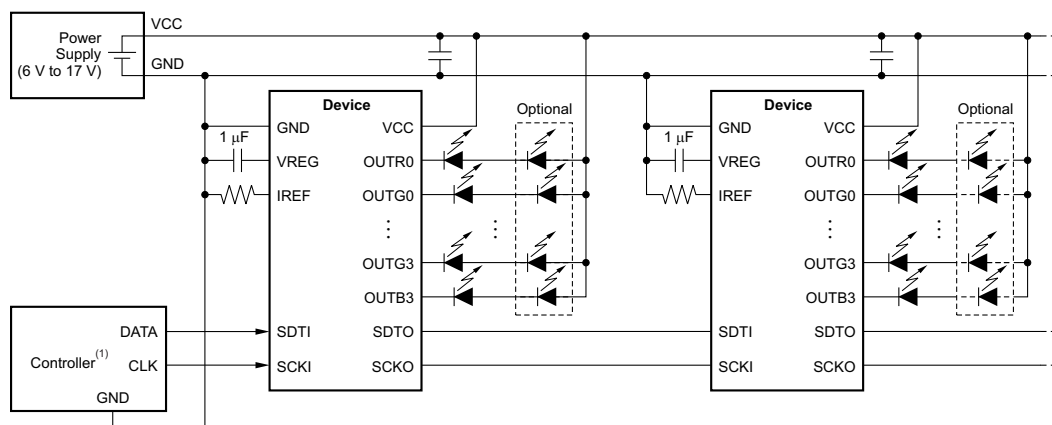 Power
Supply
(6 V to 17 V)
VCC
GND
Device
GND
VREG
IREF
1 μF
VCC
OUTR0
OUTG0
⋮
OUTG3
OUTB3
SDTI
SCKI
SDTO
SCKO
Optional
⋮
Device
GND
VREG
IREF
1 μF
VCC
OUTR0
OUTG0
⋮
OUTG3
OUTB3
SDTI
SCKI
SDTO
SCKO
Optional
⋮
Controller(1)
DATA
CLK
GND